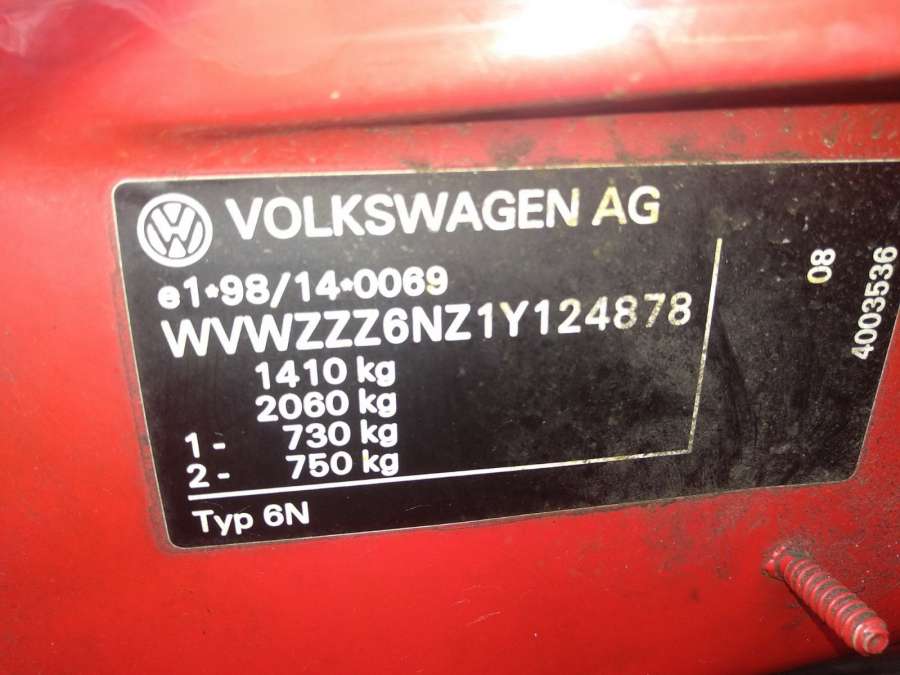 VOLKSWAGEN AG
e1*98/14*0069
WVWZZZ6NZ1Y124878
1410 kg
2060 kg
1- 730 kg
2- 750 kg
Typ 6N
08
4003536